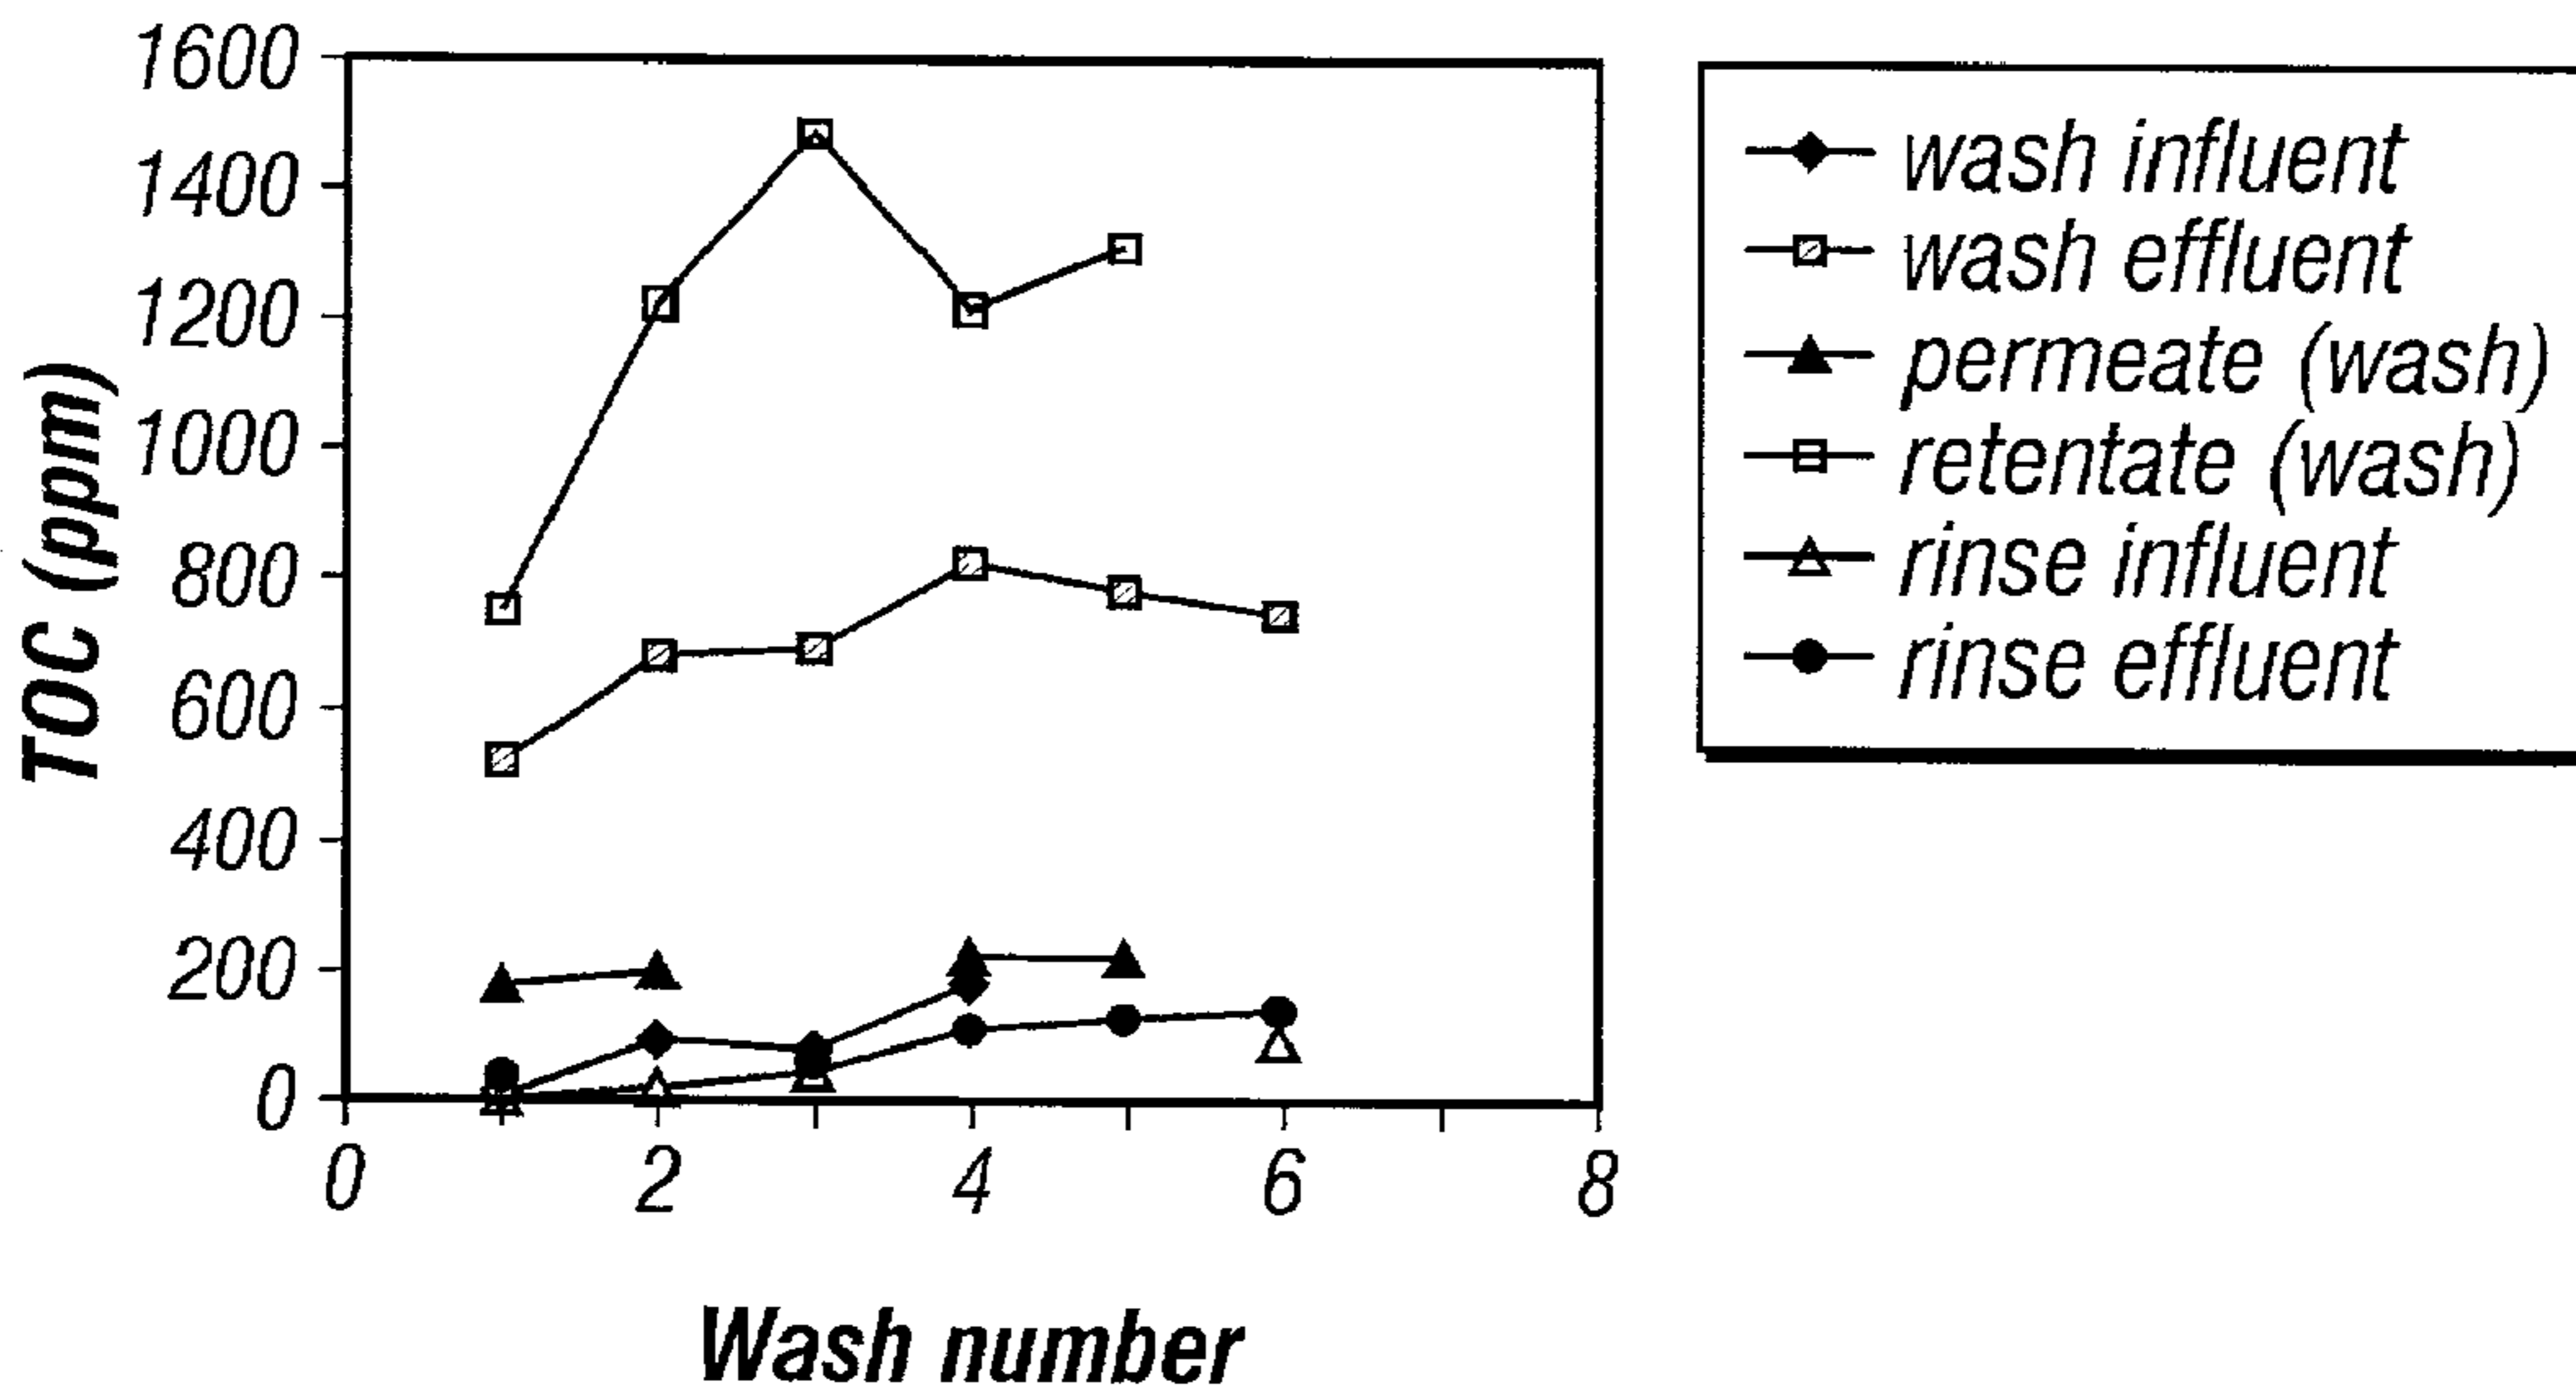 1600
1400
1200
1000
800
600
400
200
0
TOC (ppm)
0 2 4 6 8
Wash number
wash influent
wash effluent
permeate (wash)
retentate (wash)
rinse influent
rinse effluent